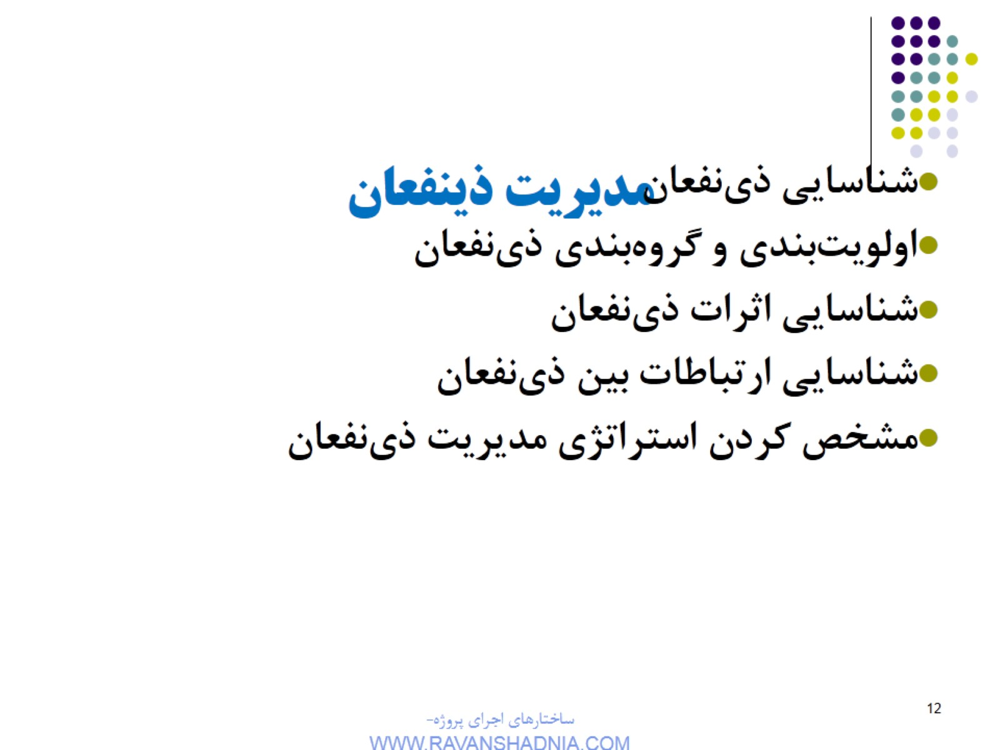 مدیریت ذینفعان
شناسایی ذی‌نفعان
اولویت‌بندی و گروه‌بندی ذی‌نفعان
شناسایی اثرات ذی‌نفعان
شناسایی ارتباطات بین ذی‌نفعان
مشخص کردن استراتژی مدیریت ذی‌نفعان
12
ساختارهای اجرای پروژه-
WWW.RAVANSHADNIA.COM